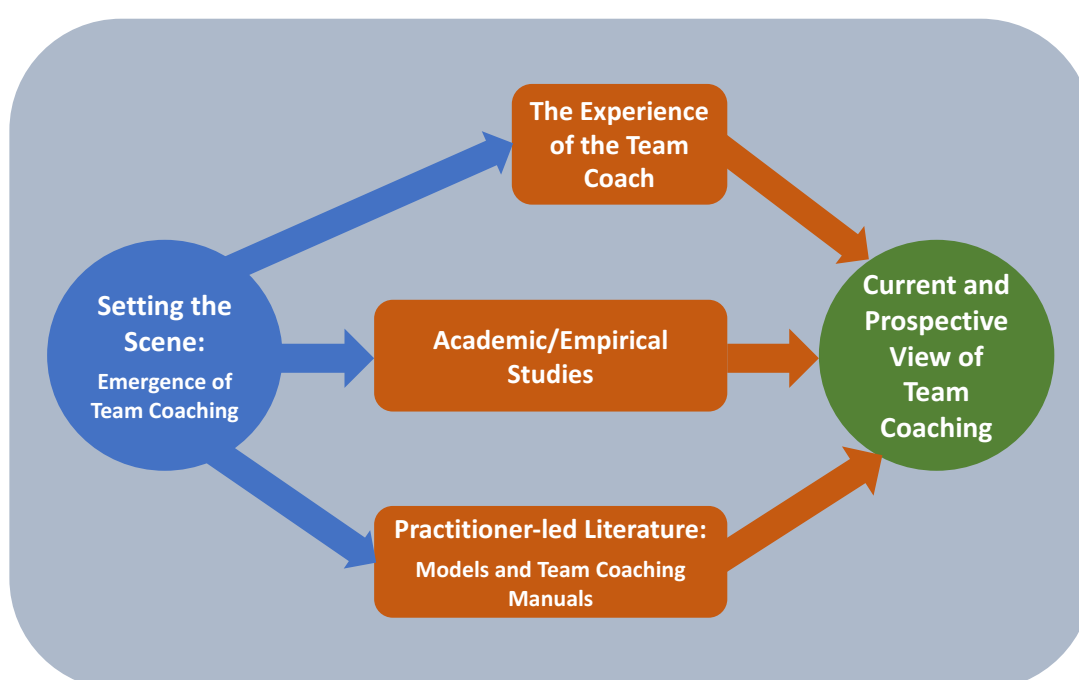 Setting the
Scene:
Emergence of
Team Coaching
The Experience
of the Team
Coach
Academic/Empirical
Studies
Practitioner-led Literature:
Models and Team Coaching
Manuals
Current and
Prospective
View of
Team
Coaching